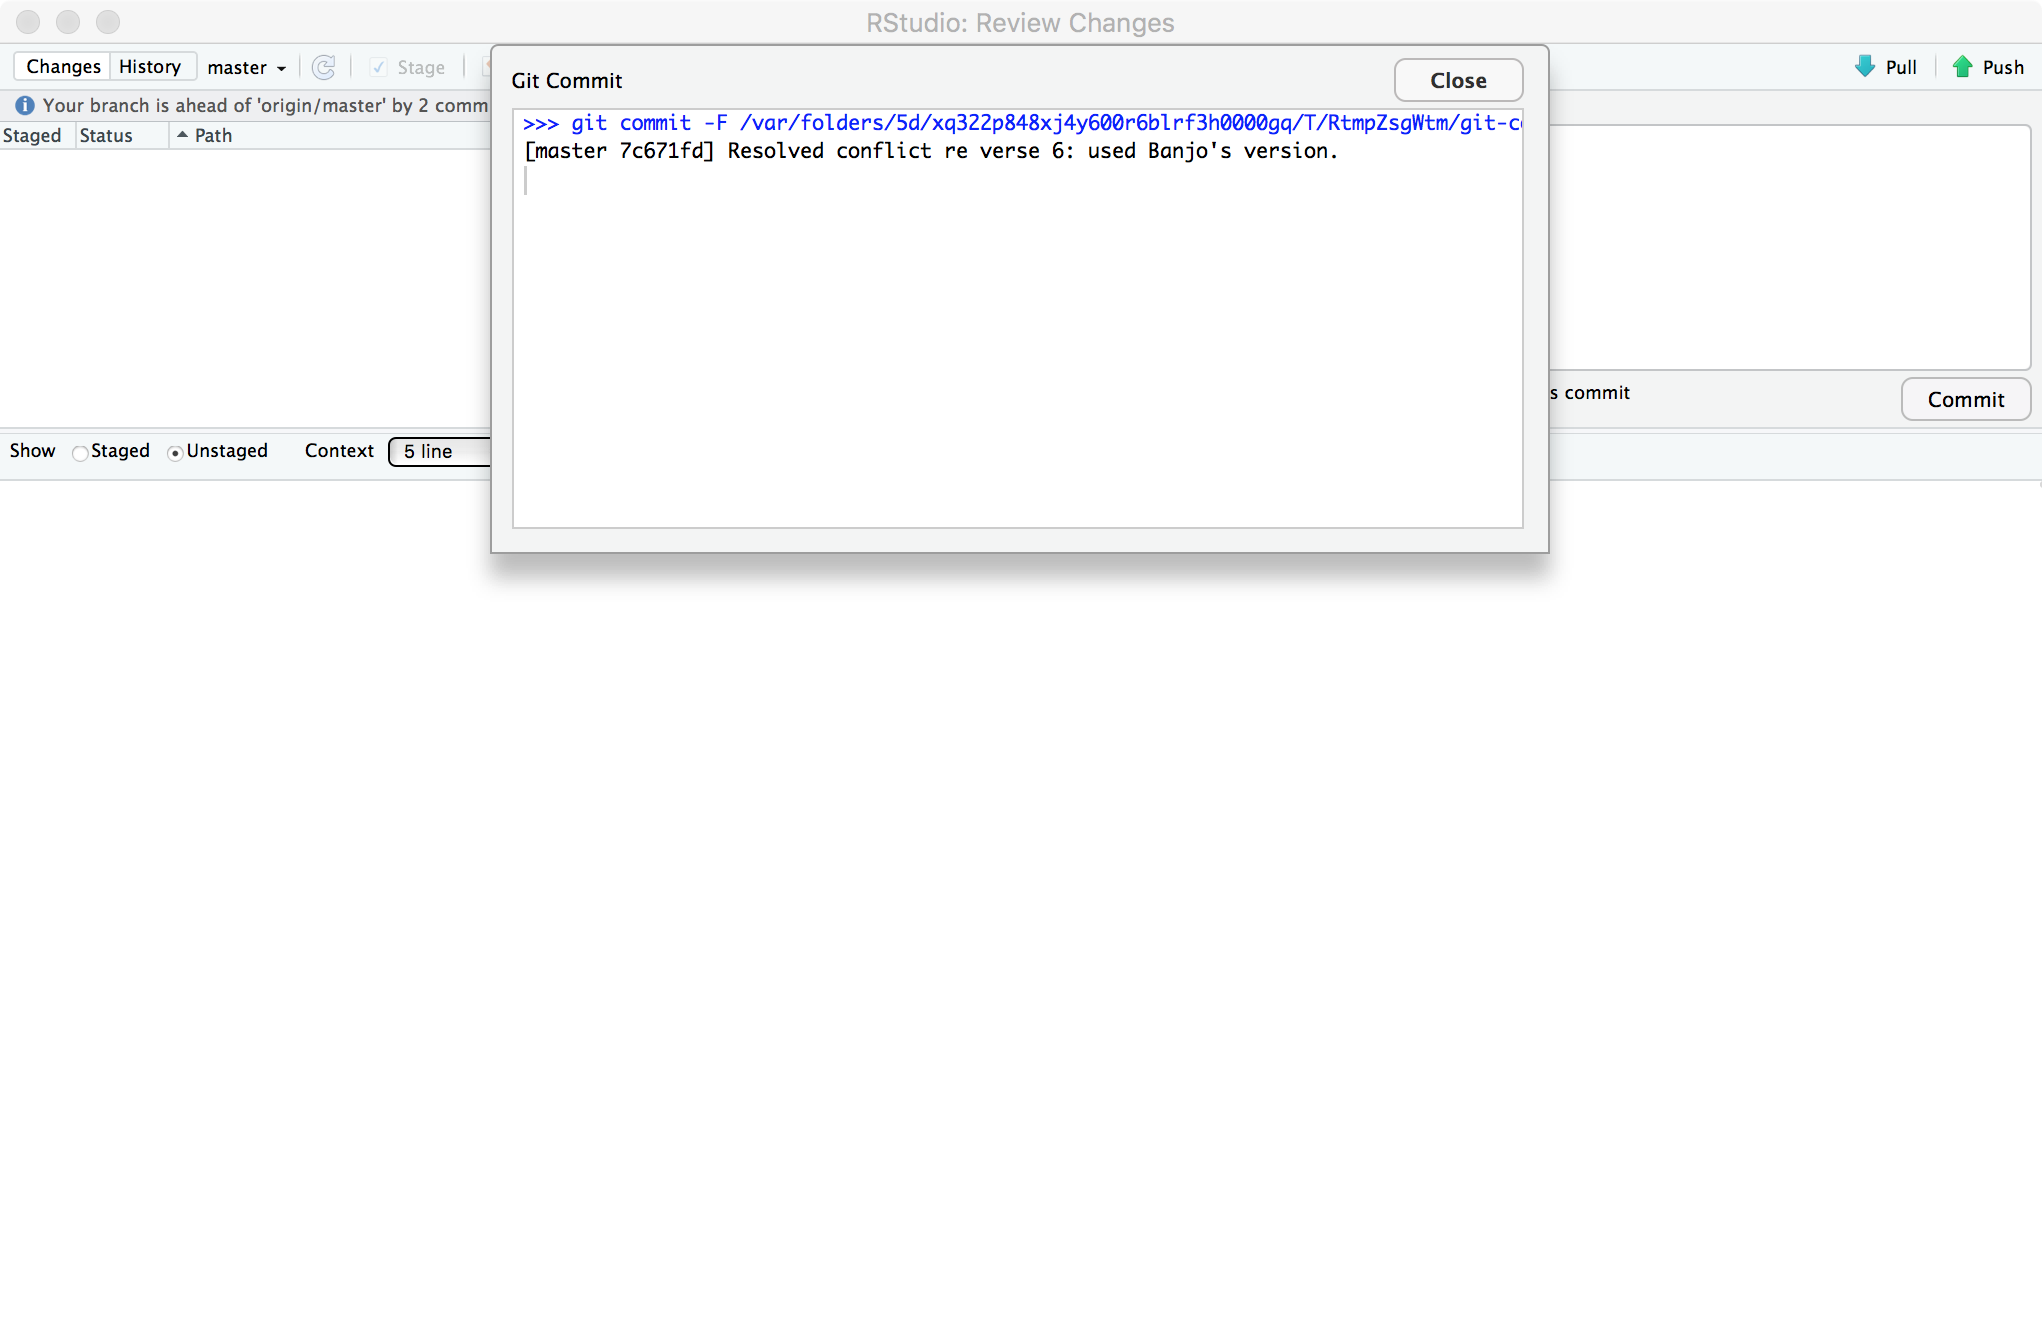 RStudio: Review Changes
Changes History master Stage Pull Push
Git Commit Close
Your branch is ahead of 'origin/master' by 2 comm
Staged Status Path
>>> git commit -F /var/folders/5d/xq322p848xj4y600r6blrf3h0000gq/T/RtmpZsgWtm/git-c
[master 7c671fd] Resolved conflict re verse 6: used Banjo's version.
s commit Commit
Show Staged Unstaged Context 5 line